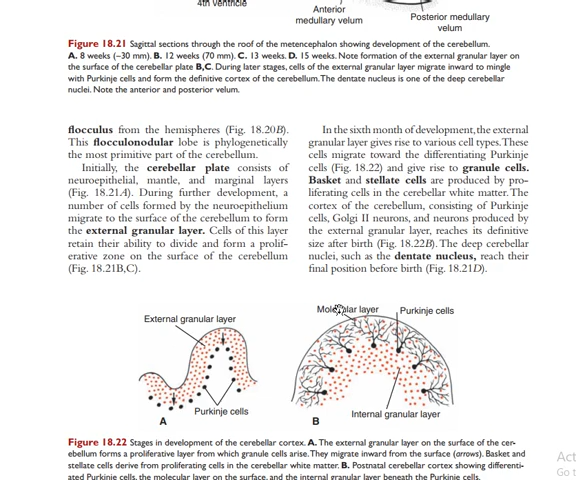 4th ventricle
Anterior
medullary velum
Posterior medullary
velum
Figure 18.21 Sagittal sections through the roof of the metencephalon showing development of the cerebellum.
A. 8 weeks (~30 mm). B. 12 weeks (70 mm). C. 13 weeks. D. 15 weeks. Note formation of the external granular layer on
the surface of the cerebellar plate B,C. During later stages, cells of the external granular layer migrate inward to mingle
with Purkinje cells and form the definitive cortex of the cerebellum. The dentate nucleus is one of the deep cerebellar
nuclei. Note the anterior and posterior velum.
flocculus from the hemispheres (Fig. 18.20B).
This flocculonodular lobe is phylogenetically
the most primitive part of the cerebellum.
Initially, the cerebellar plate consists of
neuroepithelial, mantle, and marginal layers
(Fig. 18.21A). During further development, a
number of cells formed by the neuroepithelium
migrate to the surface of the cerebellum to form
the external granular layer. Cells of this layer
retain their ability to divide and form a prolif-
erative zone on the surface of the cerebellum
(Fig. 18.21B,C).
In the sixth month of development, the external
granular layer gives rise to various cell types. These
cells migrate toward the differentiating Purkinje
cells (Fig. 18.22) and give rise to granule cells.
Basket and stellate cells are produced by pro-
liferating cells in the cerebellar white matter. The
cortex of the cerebellum, consisting of Purkinje
cells, Golgi II neurons, and neurons produced by
the external granular layer, reaches its definitive
size after birth (Fig. 18.22B). The deep cerebellar
nuclei, such as the dentate nucleus, reach their
final position before birth (Fig. 18.21D).
External granular layer
Purkinje cells
A
Molecular layer
Purkinje cells
Internal granular layer
B
Figure 18.22 Stages in development of the cerebellar cortex. A. The external granular layer on the surface of the cer-
ebellum forms a proliferative layer from which granule cells arise. They migrate inward from the surface (arrows). Basket and
stellate cells derive from proliferating cells in the cerebellar white matter. B. Postnatal cerebellar cortex showing differenti-
ated Purkinje cells, the molecular layer on the surface, and the internal granular layer beneath the Purkinje cells.
Act
Go t